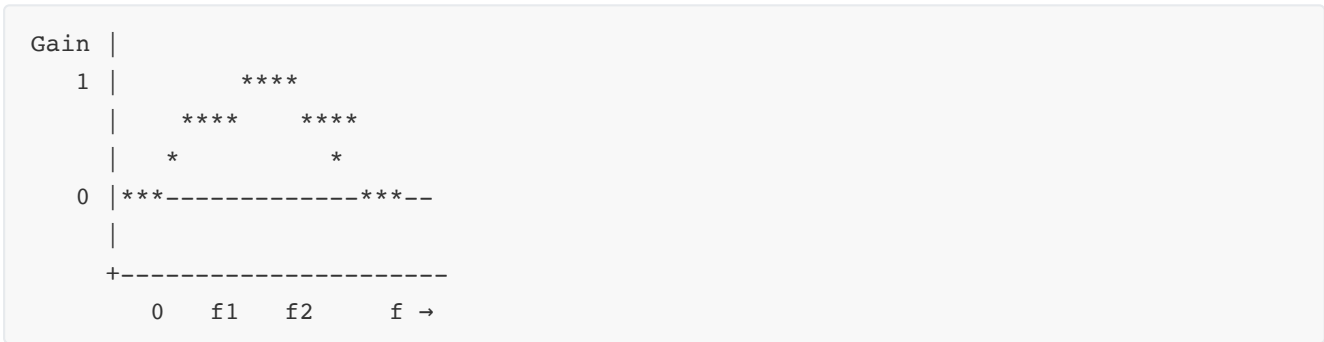 Gain |
   1 |        ****
     |    ****    ****
     |   *          *
   0 |***-------------***--
     |
     +----------------------
        0   f1   f2     f →